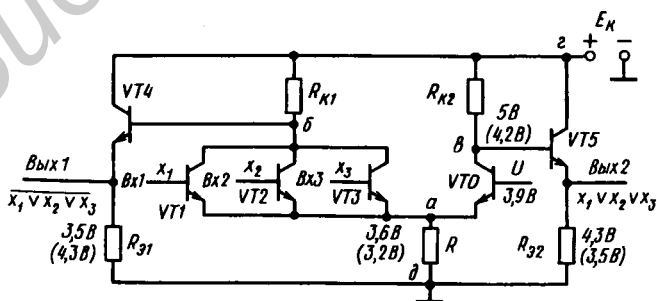 Eк
+ −
г
VT4
Rк1
Rк2
б
в
5В
(4,2В)
VT5
Вых1
Вх1
x1
Вх2
x2
Вх3
x3
VT0
U
3,9В
Вых2
x1 ∨ x2 ∨ x3
VT1
VT2
VT3
x1 ∨ x2 ∨ x3
а
3,5В
(4,3В)
Rэ1
3,6В
(3,2В)
R
Rэ2
4,3В
(3,5В)
д